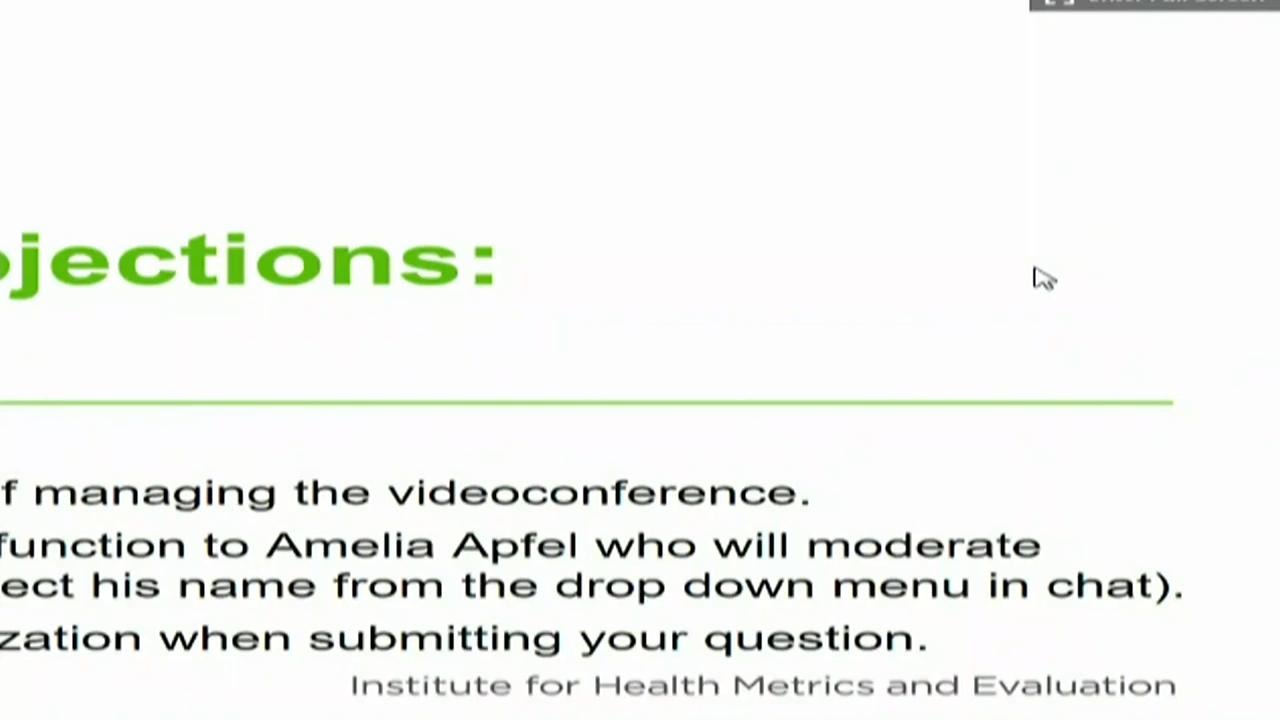 ojections:
f managing the videoconference.
function to Amelia Apfel who will moderate
ect his name from the drop down menu in chat).
zation when submitting your question.
Institute for Health Metrics and Evaluation